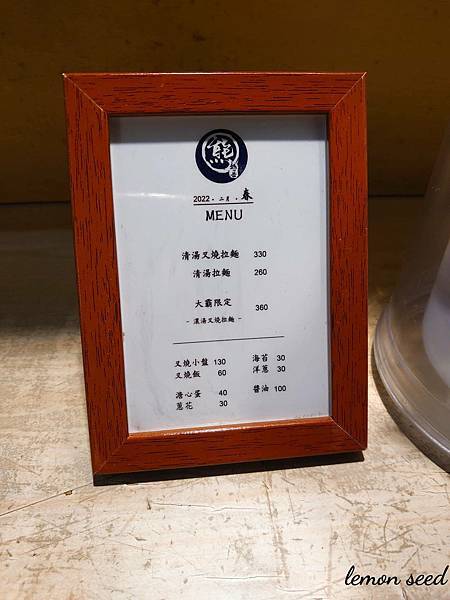 熊
2022 . 二月 . 春
MENU
清湯叉燒拉麵 330
清湯拉麵 260
大霸限定 360
- 濃湯叉燒拉麵 -
叉燒小盤 130 海苔 30
叉燒飯 60 洋蔥 30
溏心蛋 40 醬油 100
蔥花 30
lemon seed